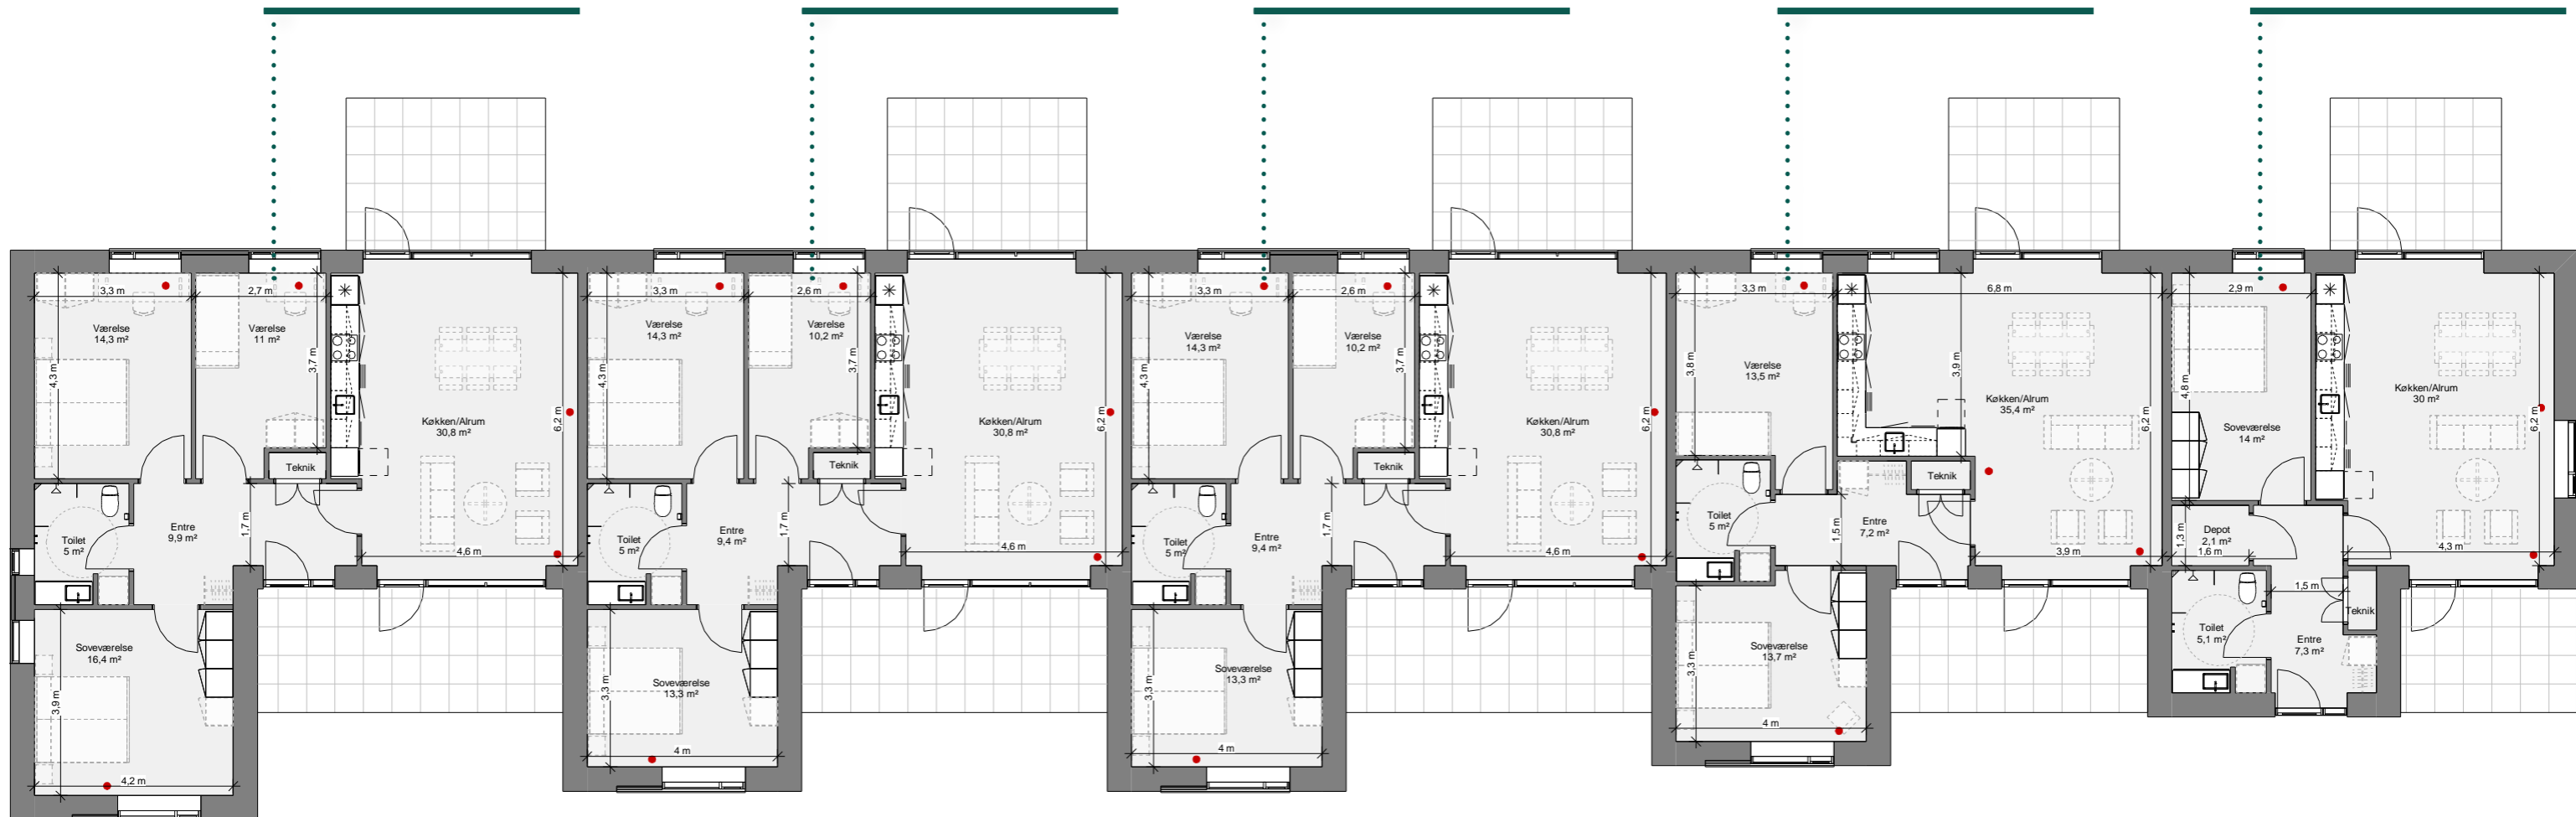 3,3 m
2,7 m
Værelse
14,3 m²
Værelse
11 m²
4,3 m
3,7 m
Køkken/Alrum
30,8 m²
6,2 m
Teknik
Entre
9,9 m²
1,7 m
Toilet
5 m²
4,6 m
Soveværelse
16,4 m²
3,9 m
4,2 m
3,3 m
2,6 m
Værelse
14,3 m²
Værelse
10,2 m²
4,3 m
3,7 m
Køkken/Alrum
30,8 m²
6,2 m
Teknik
Entre
9,4 m²
1,7 m
Toilet
5 m²
4,6 m
Soveværelse
13,3 m²
3,3 m
4 m
3,3 m
2,6 m
Værelse
14,3 m²
Værelse
10,2 m²
4,3 m
3,7 m
Køkken/Alrum
30,8 m²
6,2 m
Teknik
Entre
9,4 m²
1,7 m
Toilet
5 m²
4,6 m
Soveværelse
13,3 m²
3,3 m
4 m
3,3 m
6,8 m
3,8 m
Værelse
13,5 m²
3,9 m
Køkken/Alrum
35,4 m²
6,2 m
Teknik
Toilet
5 m²
1,5 m
Entre
7,2 m²
3,9 m
Soveværelse
13,7 m²
3,3 m
4 m
2,9 m
4,8 m
Soveværelse
14 m²
Køkken/Alrum
30 m²
6,2 m
1,3 m
Depot
2,1 m²
1,6 m
4,3 m
1,5 m
Teknik
Toilet
5,1 m²
Entre
7,3 m²